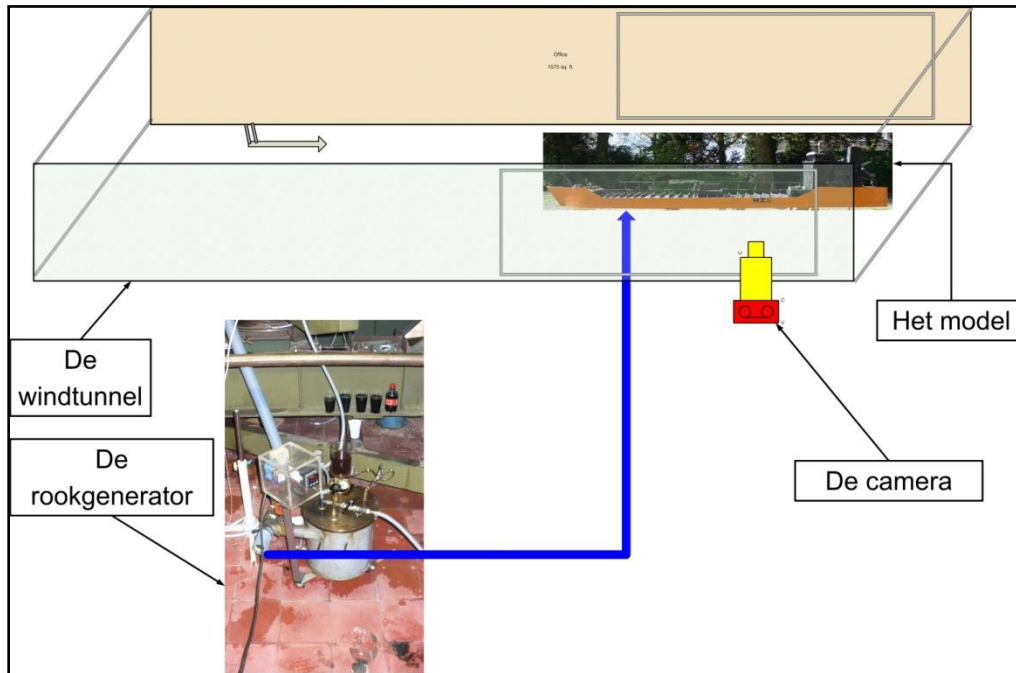 Office
1575 sq. ft.
De
windtunnel
De
rookgenerator
Het model
De camera